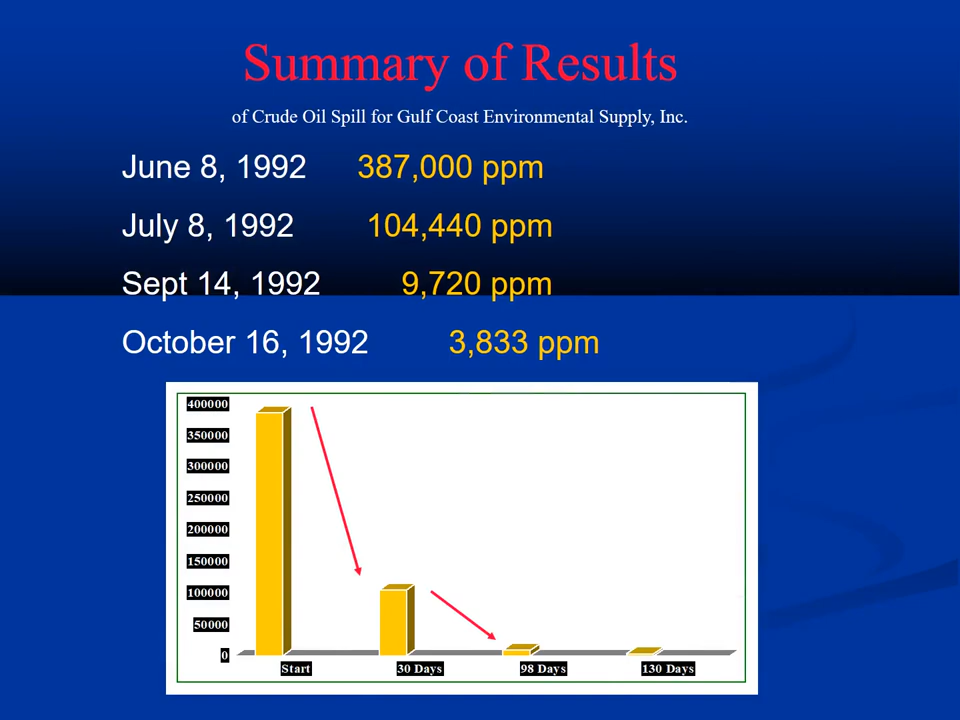 Summary of Results
of Crude Oil Spill for Gulf Coast Environmental Supply, Inc.
June 8, 1992 387,000 ppm
July 8, 1992 104,440 ppm
Sept 14, 1992 9,720 ppm
October 16, 1992 3,833 ppm
400000
350000
300000
250000
200000
150000
100000
50000
0
Start 30 Days 98 Days 130 Days